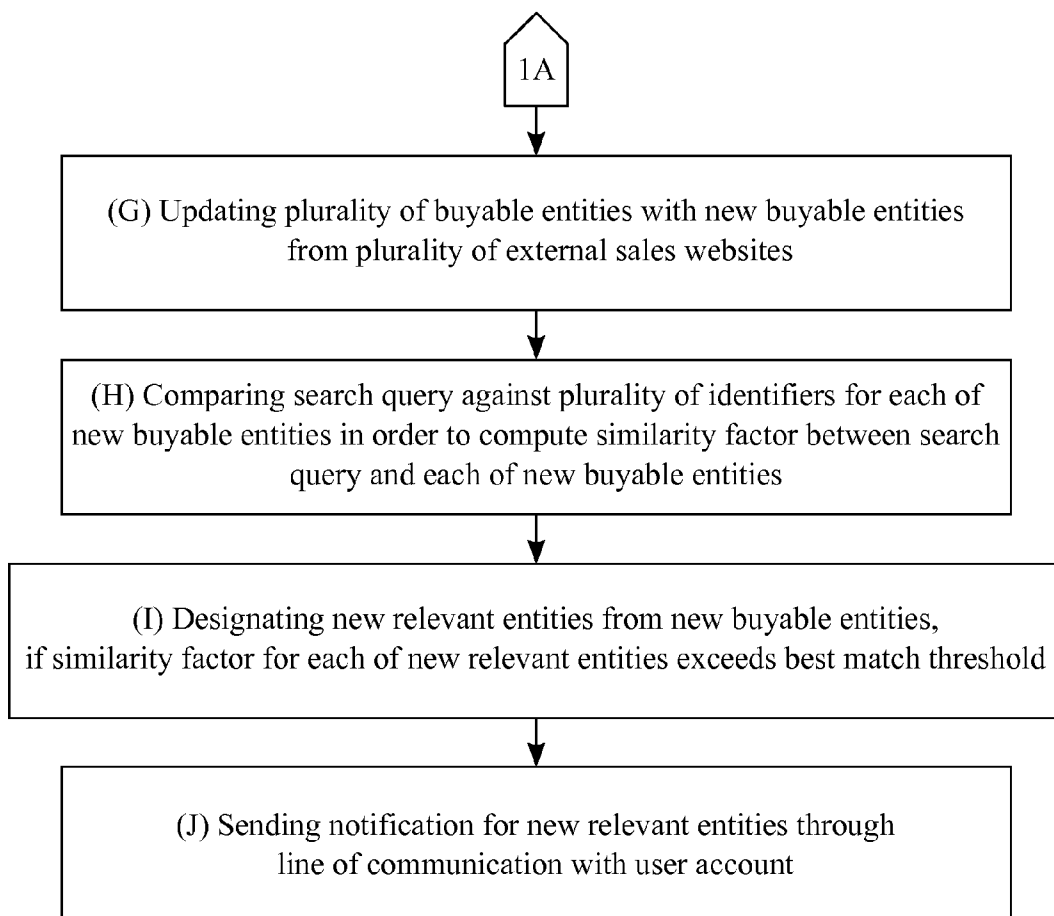 1A
(G) Updating plurality of buyable entities with new buyable entities
from plurality of external sales websites
(H) Comparing search query against plurality of identifiers for each of
new buyable entities in order to compute similarity factor between search
query and each of new buyable entities
(I) Designating new relevant entities from new buyable entities,
if similarity factor for each of new relevant entities exceeds best match threshold
(J) Sending notification for new relevant entities through
line of communication with user account